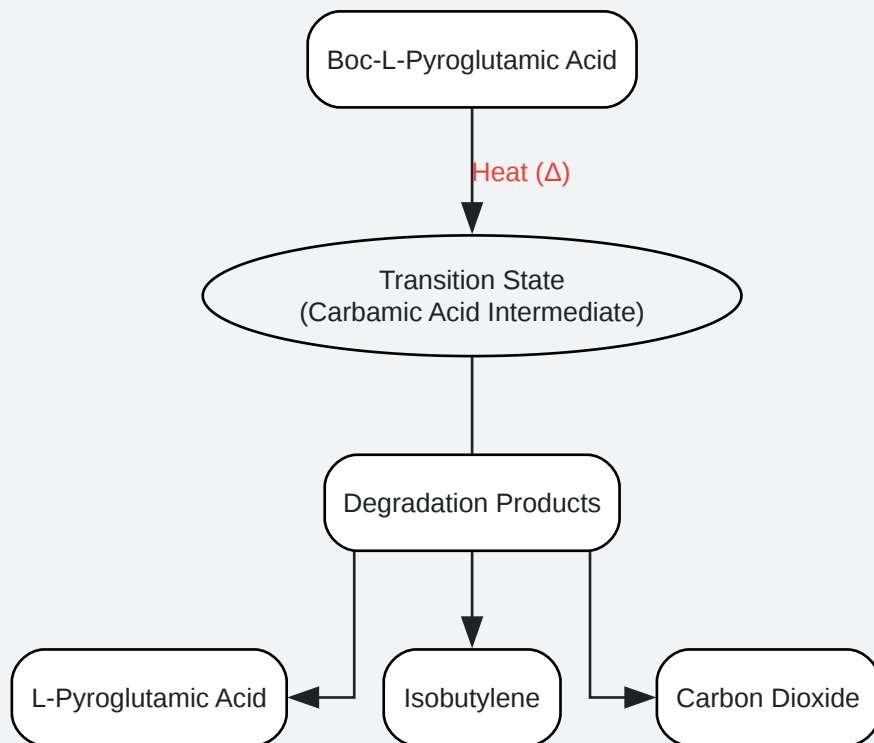 Boc-L-Pyroglutamic Acid
Heat (Δ)
Transition State
(Carbamic Acid Intermediate)
Degradation Products
L-Pyroglutamic Acid
Isobutylene
Carbon Dioxide